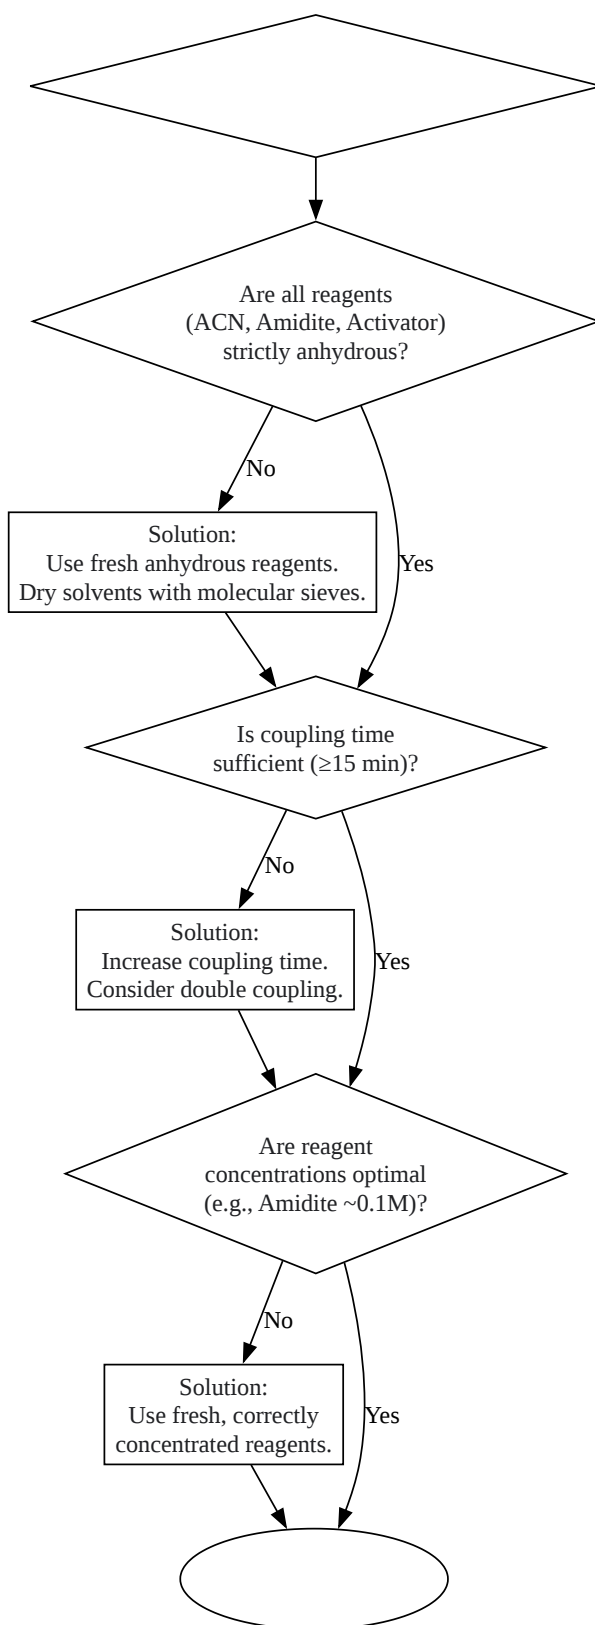 Are all reagents
(ACN, Amidite, Activator)
strictly anhydrous?
No
Yes
Solution:
Use fresh anhydrous reagents.
Dry solvents with molecular sieves.
Is coupling time
sufficient (≥15 min)?
No
Yes
Solution:
Increase coupling time.
Consider double coupling.
Are reagent
concentrations optimal
(e.g., Amidite ~0.1M)?
No
Yes
Solution:
Use fresh, correctly
concentrated reagents.